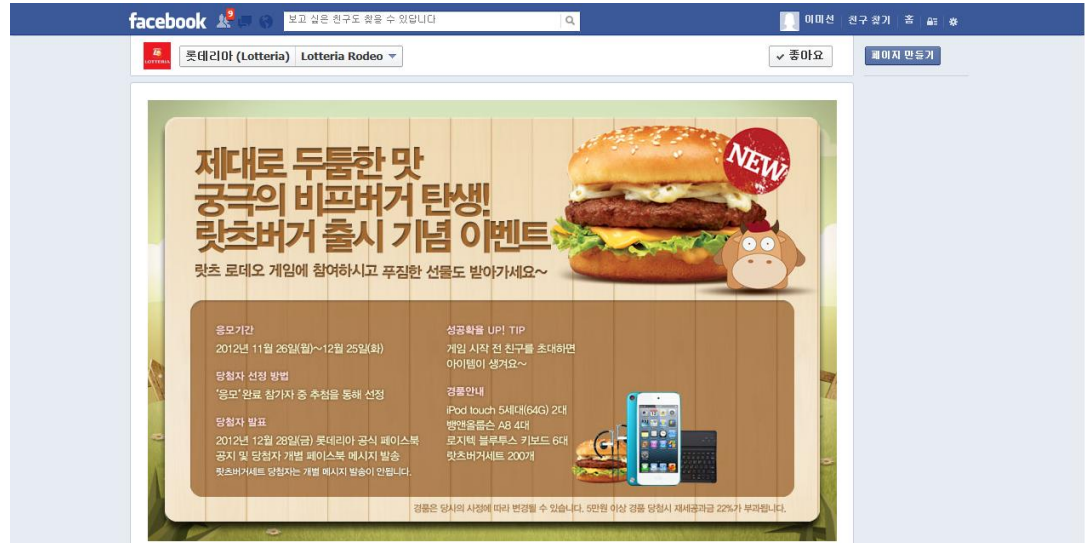 facebook
9
보고 싶은 친구도 찾을 수 있답니다
이미선
친구 찾기
홈
LOTTERIA
롯데리아 (Lotteria)
Lotteria Rodeo
좋아요
페이지 만들기
제대로 두툼한 맛
궁극의 비프버거 탄생!
랏츠버거 출시 기념 이벤트
NEW!
랏츠 로데오 게임에 참여하시고 푸짐한 선물도 받아가세요~
응모기간
2012년 11월 26일(월)~12월 25일(화)
당첨자 선정 방법
'응모'완료 참가자 중 추첨을 통해 선정
당첨자 발표
2012년 12월 28일(금) 롯데리아 공식 페이스북
공지 및 당첨자 개별 페이스북 메시지 발송
랏츠버거세트 당첨자는 개별 메시지 발송이 안됩니다.
성공확율 UP! TIP
게임 시작 전 친구를 초대하면
아이템이 생겨요~
경품안내
iPod touch 5세대(64G) 2대
뱅앤올룹슨 A8 4대
로지텍 블루투스 키보드 6대
랏츠버거세트 200개
경품은 당사의 사정에 따라 변경될 수 있습니다. 5만원 이상 경품 당첨시 제세공과금 22%가 부과됩니다.